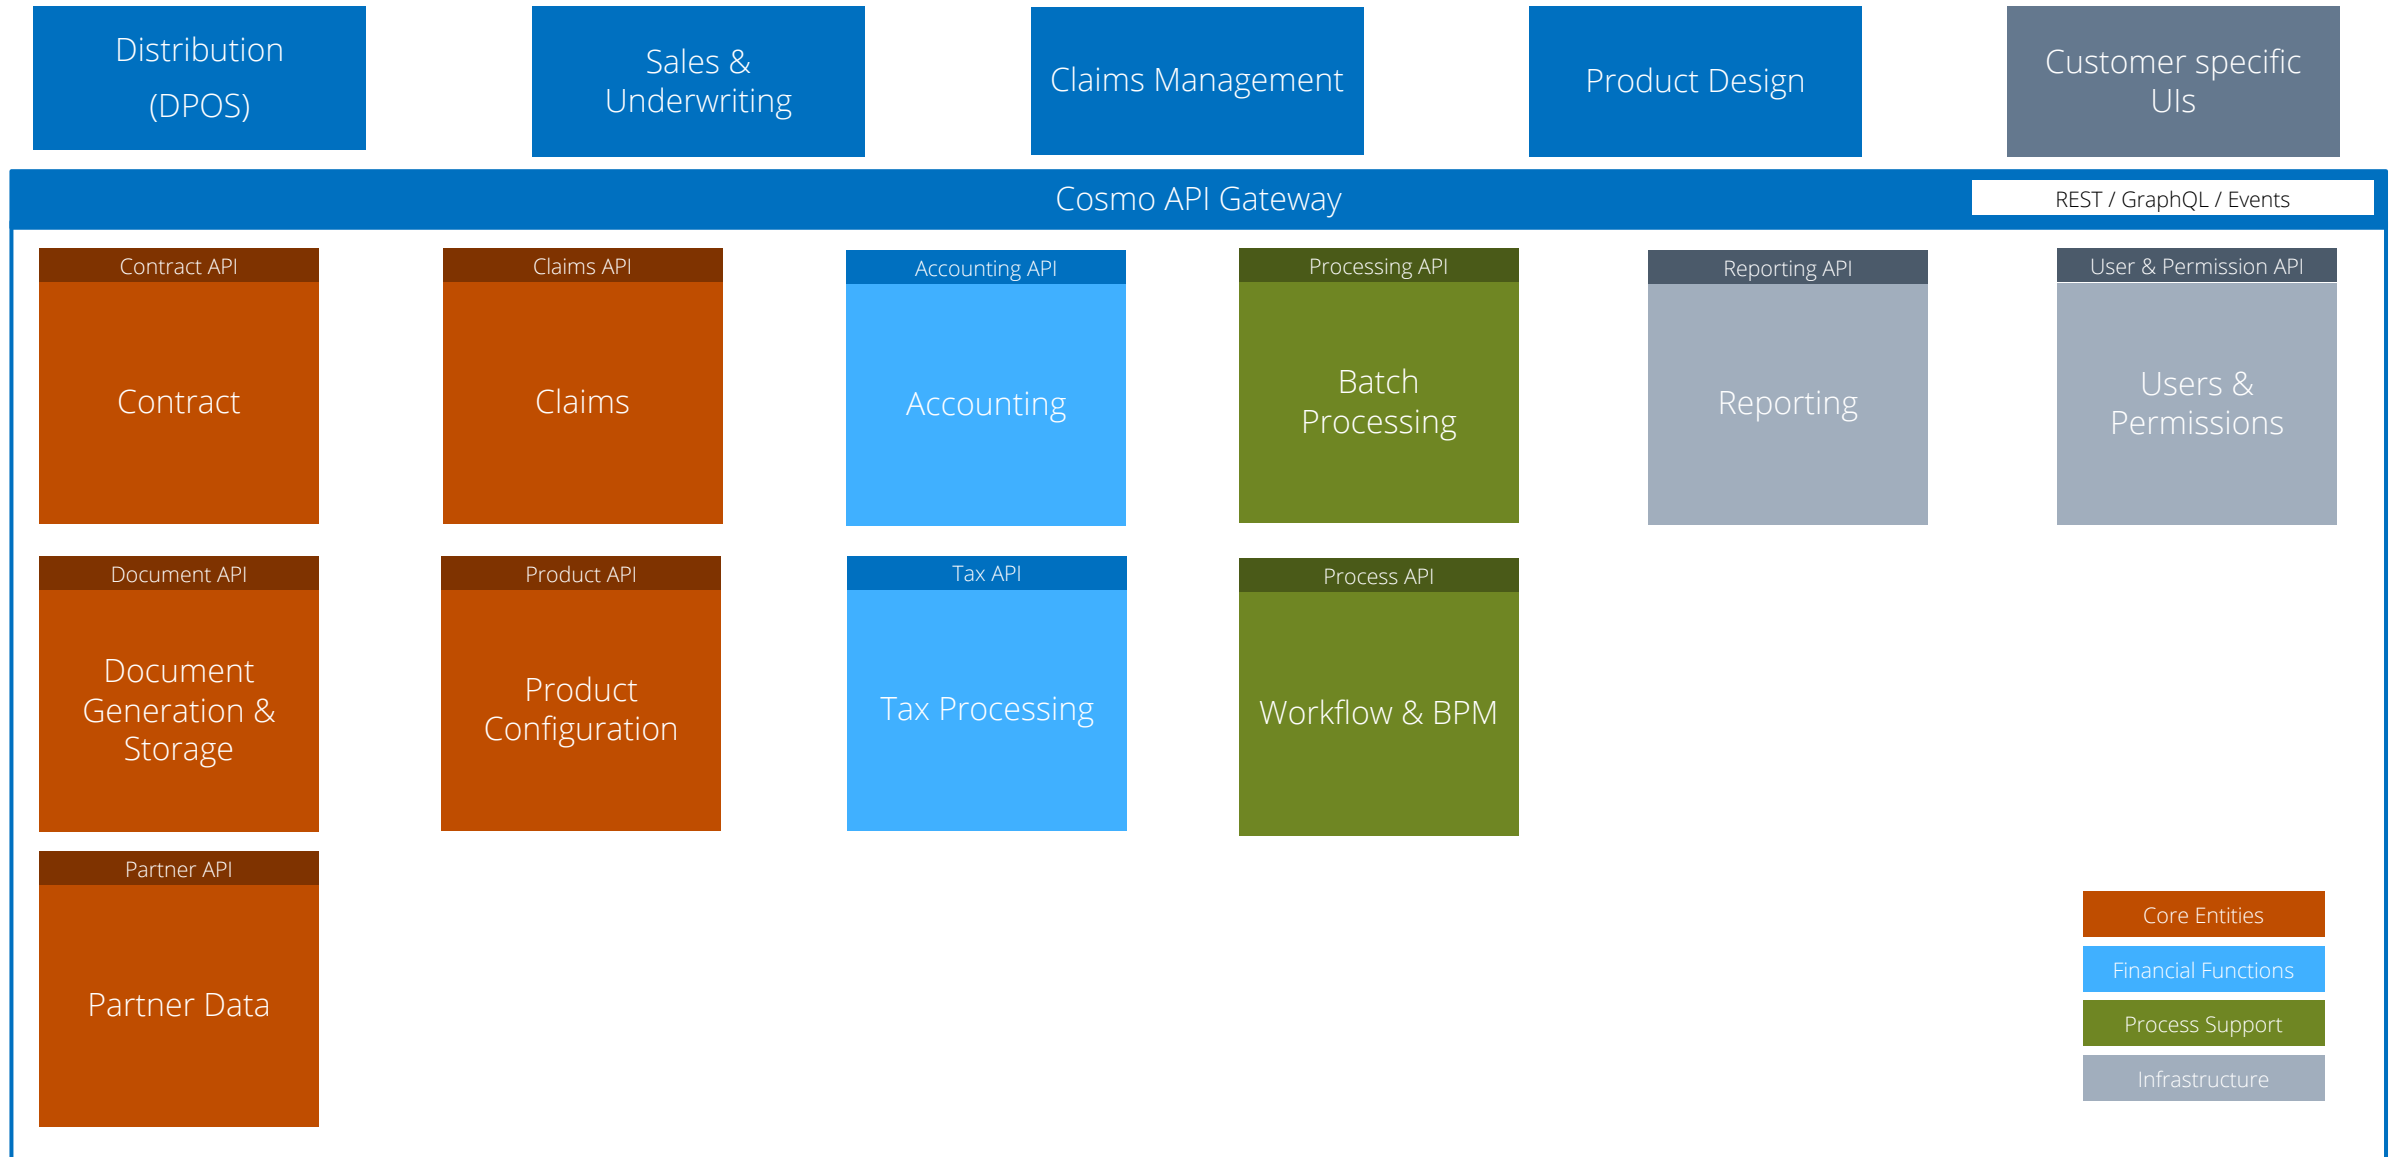 Distribution
(DPOS)
Sales &
Underwriting
Claims Management
Product Design
Customer specific
UIs
Cosmo API Gateway
REST / GraphQL / Events
Contract API
Contract
Claims API
Claims
Accounting API
Accounting
Processing API
Batch
Processing
Reporting API
Reporting
User & Permission API
Users &
Permissions
Document API
Document
Generation &
Storage
Product API
Product
Configuration
Tax API
Tax Processing
Process API
Workflow & BPM
Partner API
Partner Data
Core Entities
Financial Functions
Process Support
Infrastructure